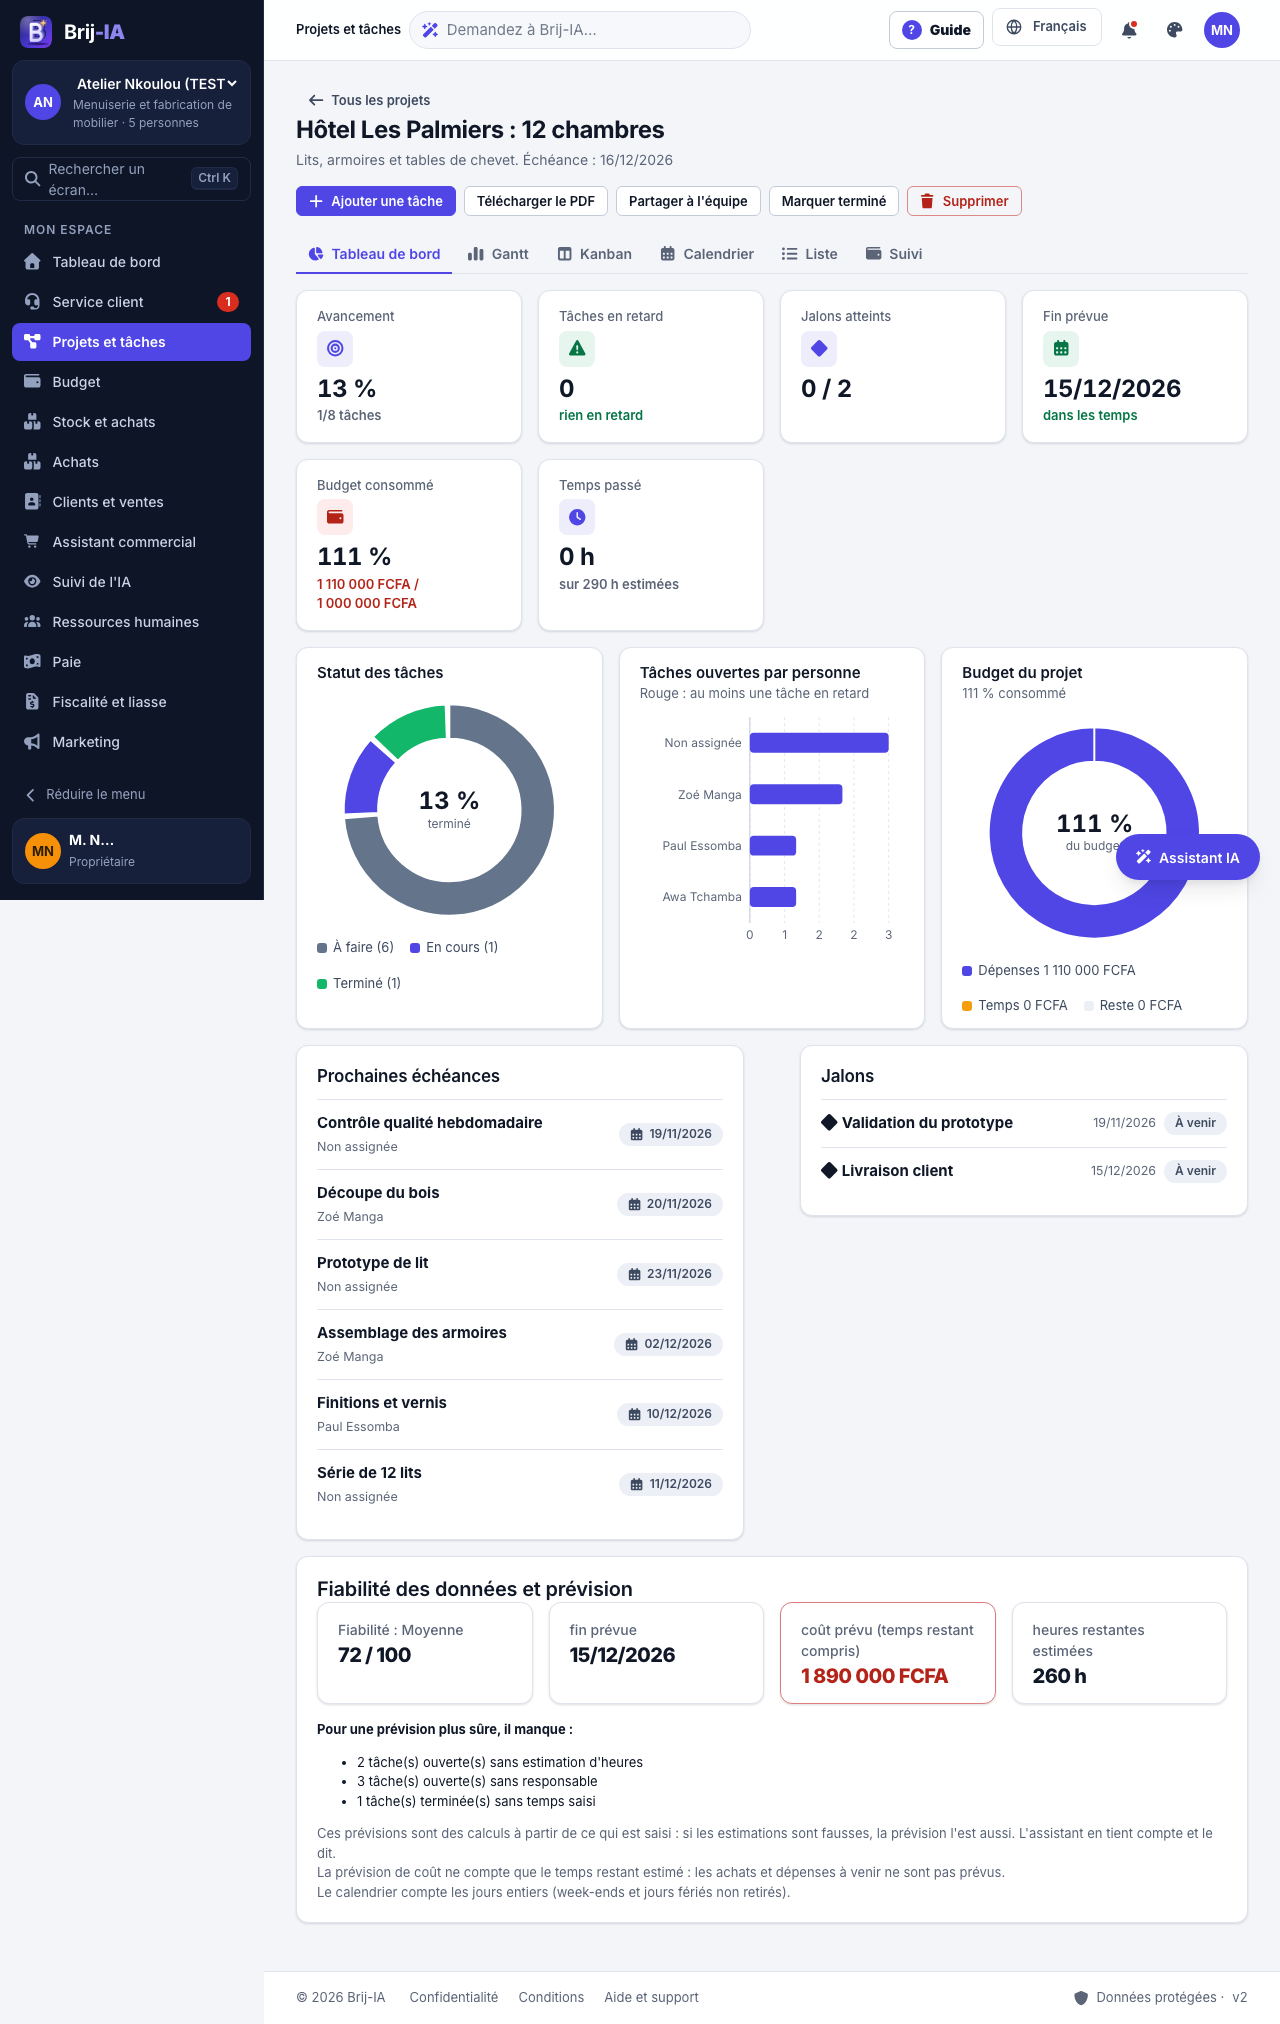 Brij-IA
AN
Atelier Nkoulou (TEST
Menuiserie et fabrication de
mobilier · 5 personnes
Rechercher un
écran...
Ctrl K
MON ESPACE
Tableau de bord
Service client
1
Projets et tâches
Budget
Stock et achats
Achats
Clients et ventes
Assistant commercial
Suivi de l'IA
Ressources humaines
Paie
Fiscalité et liasse
Marketing
Réduire le menu
MN
M. N...
Propriétaire
Projets et tâches
Demandez à Brij-IA...
? Guide
Français
MN
Tous les projets
Hôtel Les Palmiers : 12 chambres
Lits, armoires et tables de chevet. Échéance : 16/12/2026
Ajouter une tâche
Télécharger le PDF
Partager à l'équipe
Marquer terminé
Supprimer
Tableau de bord
Gantt
Kanban
Calendrier
Liste
Suivi
Avancement
13 %
1/8 tâches
Tâches en retard
0
rien en retard
Jalons atteints
0 / 2
Fin prévue
15/12/2026
dans les temps
Budget consommé
111 %
1 110 000 FCFA /
1 000 000 FCFA
Temps passé
0 h
sur 290 h estimées
Statut des tâches
13 %
terminé
À faire (6)
En cours (1)
Terminé (1)
Tâches ouvertes par personne
Rouge : au moins une tâche en retard
Non assignée
Zoé Manga
Paul Essomba
Awa Tchamba
0 1 2 2 3
Budget du projet
111 % consommé
111 %
du budge
Assistant IA
Dépenses 1 110 000 FCFA
Temps 0 FCFA
Reste 0 FCFA
Prochaines échéances
Contrôle qualité hebdomadaire
Non assignée
19/11/2026
Découpe du bois
Zoé Manga
20/11/2026
Prototype de lit
Non assignée
23/11/2026
Assemblage des armoires
Zoé Manga
02/12/2026
Finitions et vernis
Paul Essomba
10/12/2026
Série de 12 lits
Non assignée
11/12/2026
Jalons
Validation du prototype
19/11/2026
À venir
Livraison client
15/12/2026
À venir
Fiabilité des données et prévision
Fiabilité : Moyenne
72 / 100
fin prévue
15/12/2026
coût prévu (temps restant
compris)
1 890 000 FCFA
heures restantes
estimées
260 h
Pour une prévision plus sûre, il manque :
• 2 tâche(s) ouverte(s) sans estimation d'heures
• 3 tâche(s) ouverte(s) sans responsable
• 1 tâche(s) terminée(s) sans temps saisi
Ces prévisions sont des calculs à partir de ce qui est saisi : si les estimations sont fausses, la prévision l'est aussi. L'assistant en tient compte et le
dit.
La prévision de coût ne compte que le temps restant estimé : les achats et dépenses à venir ne sont pas prévus.
Le calendrier compte les jours entiers (week-ends et jours fériés non retirés).
© 2026 Brij-IA
Confidentialité
Conditions
Aide et support
Données protégées · v2